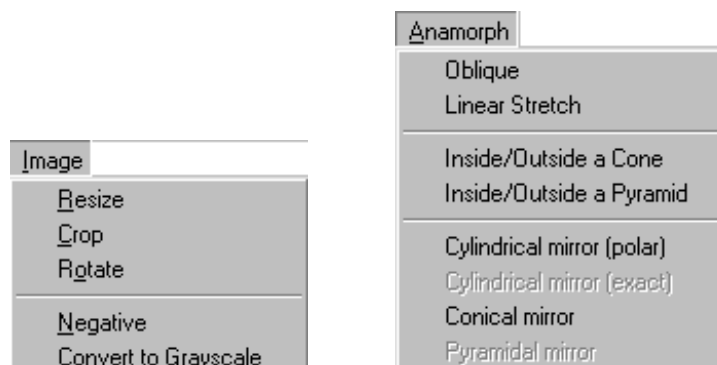 Image
Resize
Crop
Rotate
Negative
Convert to Grayscale
Anamorph
Oblique
Linear Stretch
Inside/Outside a Cone
Inside/Outside a Pyramid
Cylindrical mirror (polar)
Cylindrical mirror (exact)
Conical mirror
Pyramidal mirror